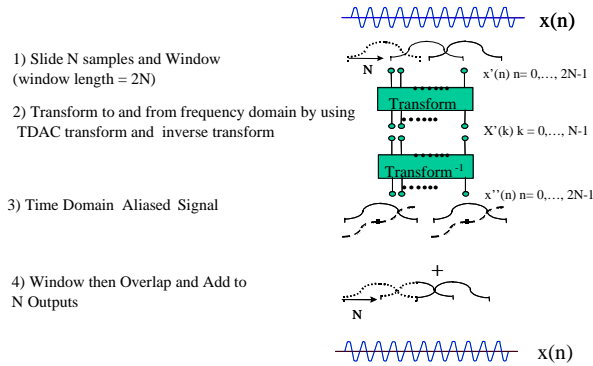 x(n)
1) Slide N samples and Window
(window length = 2N)
N
x'(n) n= 0,…, 2N-1
2) Transform to and from frequency domain by using
TDAC transform and inverse transform
Transform
X'(k) k = 0,…, N-1
Transform -1
x''(n) n= 0,…, 2N-1
3) Time Domain Aliased Signal
4) Window then Overlap and Add to
N Outputs
+
N
x(n)